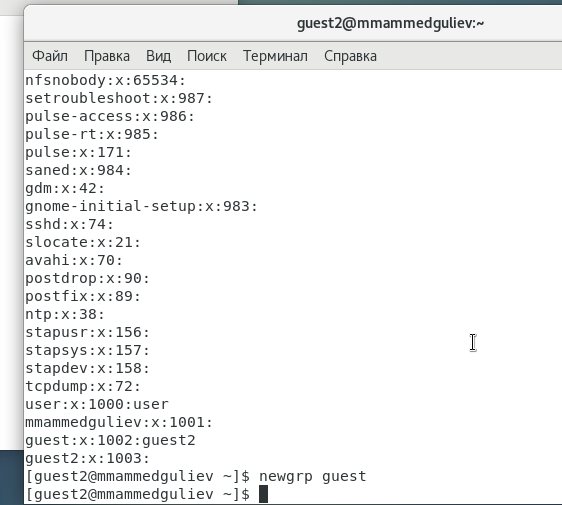 guest2@mmammedguliev:~
Файл Правка Вид Поиск Терминал Справка
nfsnobody:x:65534:
setroubleshoot:x:987:
pulse-access:x:986:
pulse-rt:x:985:
pulse:x:171:
saned:x:984:
gdm:x:42:
gnome-initial-setup:x:983:
sshd:x:74:
slocate:x:21:
avahi:x:70:
postdrop:x:90:
postfix:x:89:
ntp:x:38:
stapusr:x:156:
stapsys:x:157:
stapdev:x:158:
tcpdump:x:72:
user:x:1000:user
mmammedguliev:x:1001:
guest:x:1002:guest2
guest2:x:1003:
[guest2@mmammedguliev ~]$ newgrp guest
[guest2@mmammedguliev ~]$